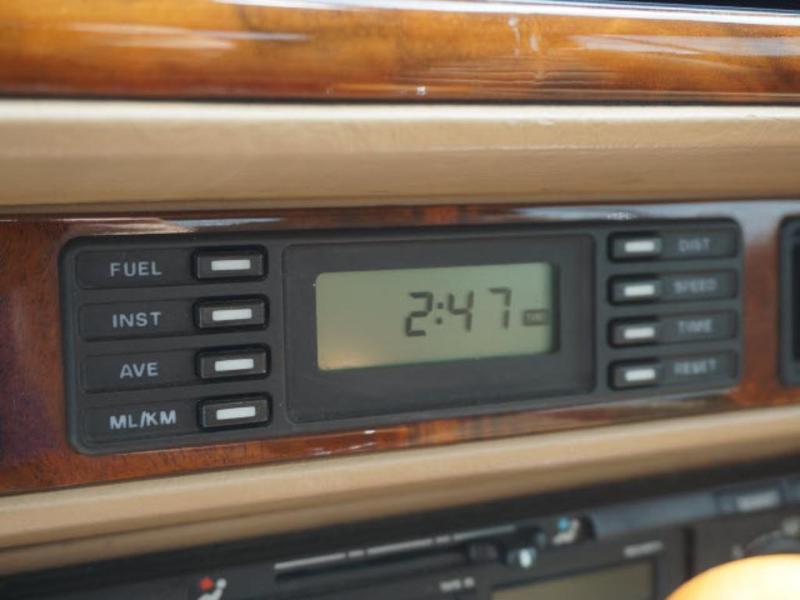 FUEL
INST
AVE
ML/KM
2:47
DIST
SPEED
TIME
RESET